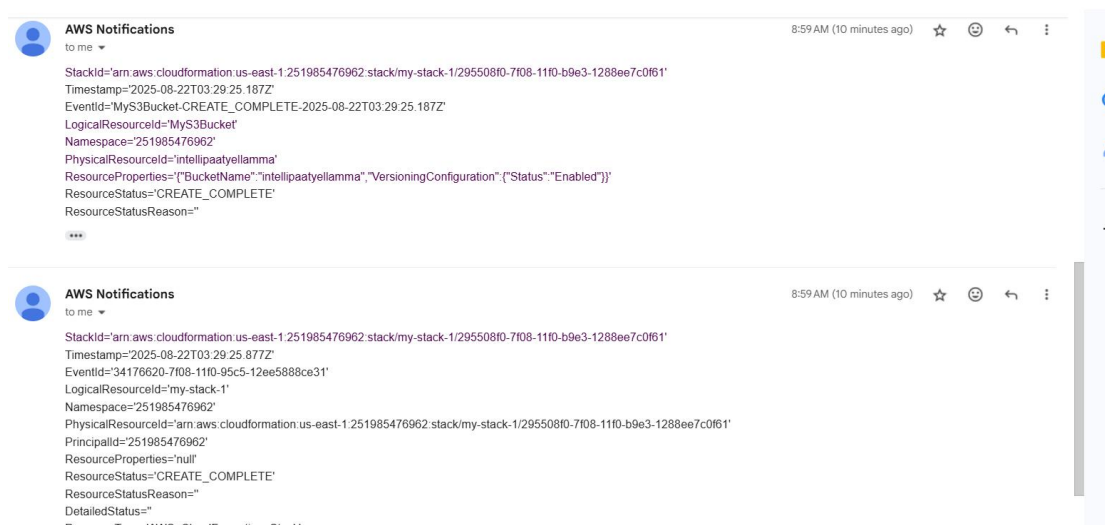 AWS Notifications
8:59 AM (10 minutes ago)
to me
StackId='arn:aws:cloudformation:us-east-1:251985476962:stack/my-stack-1/295508f0-7f08-11f0-b9e3-1288ee7c0f61'
Timestamp='2025-08-22T03:29:25.187Z'
EventId='MyS3Bucket-CREATE_COMPLETE-2025-08-22T03:29:25.187Z'
LogicalResourceId='MyS3Bucket'
Namespace='251985476962'
PhysicalResourceId='intellipaatyellamma'
ResourceProperties='{"BucketName":"intellipaatyellamma","VersioningConfiguration":{"Status":"Enabled"}}'
ResourceStatus='CREATE_COMPLETE'
ResourceStatusReason=''
AWS Notifications
8:59 AM (10 minutes ago)
to me
StackId='arn:aws:cloudformation:us-east-1:251985476962:stack/my-stack-1/295508f0-7f08-11f0-b9e3-1288ee7c0f61'
Timestamp='2025-08-22T03:29:25.877Z'
EventId='34176620-7f08-11f0-95c5-12ee5888ce31'
LogicalResourceId='my-stack-1'
Namespace='251985476962'
PhysicalResourceId='arn:aws:cloudformation:us-east-1:251985476962:stack/my-stack-1/295508f0-7f08-11f0-b9e3-1288ee7c0f61'
PrincipalId='251985476962'
ResourceProperties='null'
ResourceStatus='CREATE_COMPLETE'
ResourceStatusReason=''
DetailedStatus=''